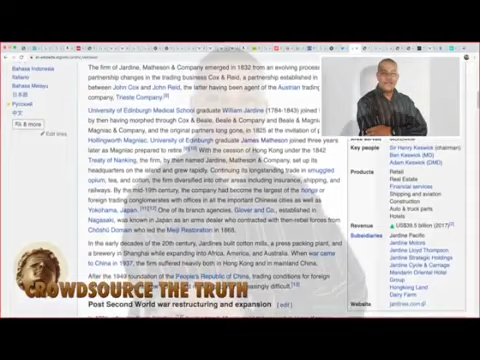 Bahasa Indonesia
Italiano
Bahasa Melayu
日本語
Русский
中文
Edit links
The firm of Jardine, Matheson & Company emerged in 1832 from an evolving process
partnership changes in the trading business Cox & Reid, a partnership established in
between John Cox and John Reid, the latter having been agent of the Austrian
company, Trieste Company.
University of Edinburgh Medical School graduate William Jardine (1784-1843) joined
by then having morphed through Cox & Beale, Beale & Company and Beale & Magniac
Magniac & Company, and the original partners long gone, in 1825 at the invitation of
Hollingworth Magniac. University of Edinburgh graduate James Matheson joined three years
later as Magniac prepared to retire. With the cession of Hong Kong under the 1842
Treaty of Nanking, the firm, by then named Jardine, Matheson & Company, set up its
headquarters on the island and grew rapidly. Continuing its longstanding trade in smuggled
opium, tea, and cotton, the firm diversified into other areas including insurance, shipping, and
railways. By the mid-19th century, the company had become the largest of the hongs or
foreign trading conglomerates with offices in all the important Chinese cities as well as
Yokohama, Japan. One of its branch agencies, Glover and Co., established in
Nagasaki, was known in Japan as an arms dealer who contracted with then-rebel forces from
Chōshū Domain who led the Meiji Restoration in 1868.
In the early decades of the 20th century, Jardines built cotton mills, a press packing plant, and
a brewery in Shanghai while expanding into Africa, America, and Australia. When war came
to China in 1937, the firm suffered heavily both in Hong Kong and in mainland China.
After the 1949 foundation of the People's Republic of China, trading conditions for foreign
increasingly difficult.
Post Second World war restructuring and expansion [edit]
Key people
Sir Henry Keswick (chairman)
Ben Keswick (MD)
Adam Keswick (DMD)
Products
Retail
Real Estate
Financial services
Shipping and aviation
Construction
Auto & truck parts
Hotels
Revenue
US$39.5 billion (2017)
Subsidiaries
Jardine Pacific
Jardine Motors
Jardine Lloyd Thompson
Jardine Strategic Holdings
Jardine Cycle & Carriage
Mandarin Oriental Hotel
Group
Hongkong Land
Dairy Farm
Website
jardines.com
CROWDSOURCE THE TRUTH